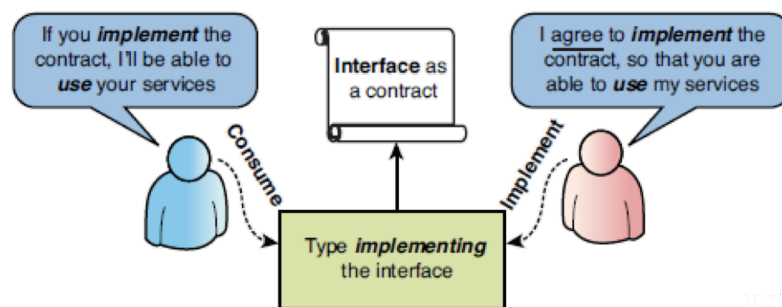 If you implement the
contract, I'll be able to
use your services
Interface as
a contract
I agree to implement the
contract, so that you are
able to use my services
Consume
Implement
Type implementing
the interface